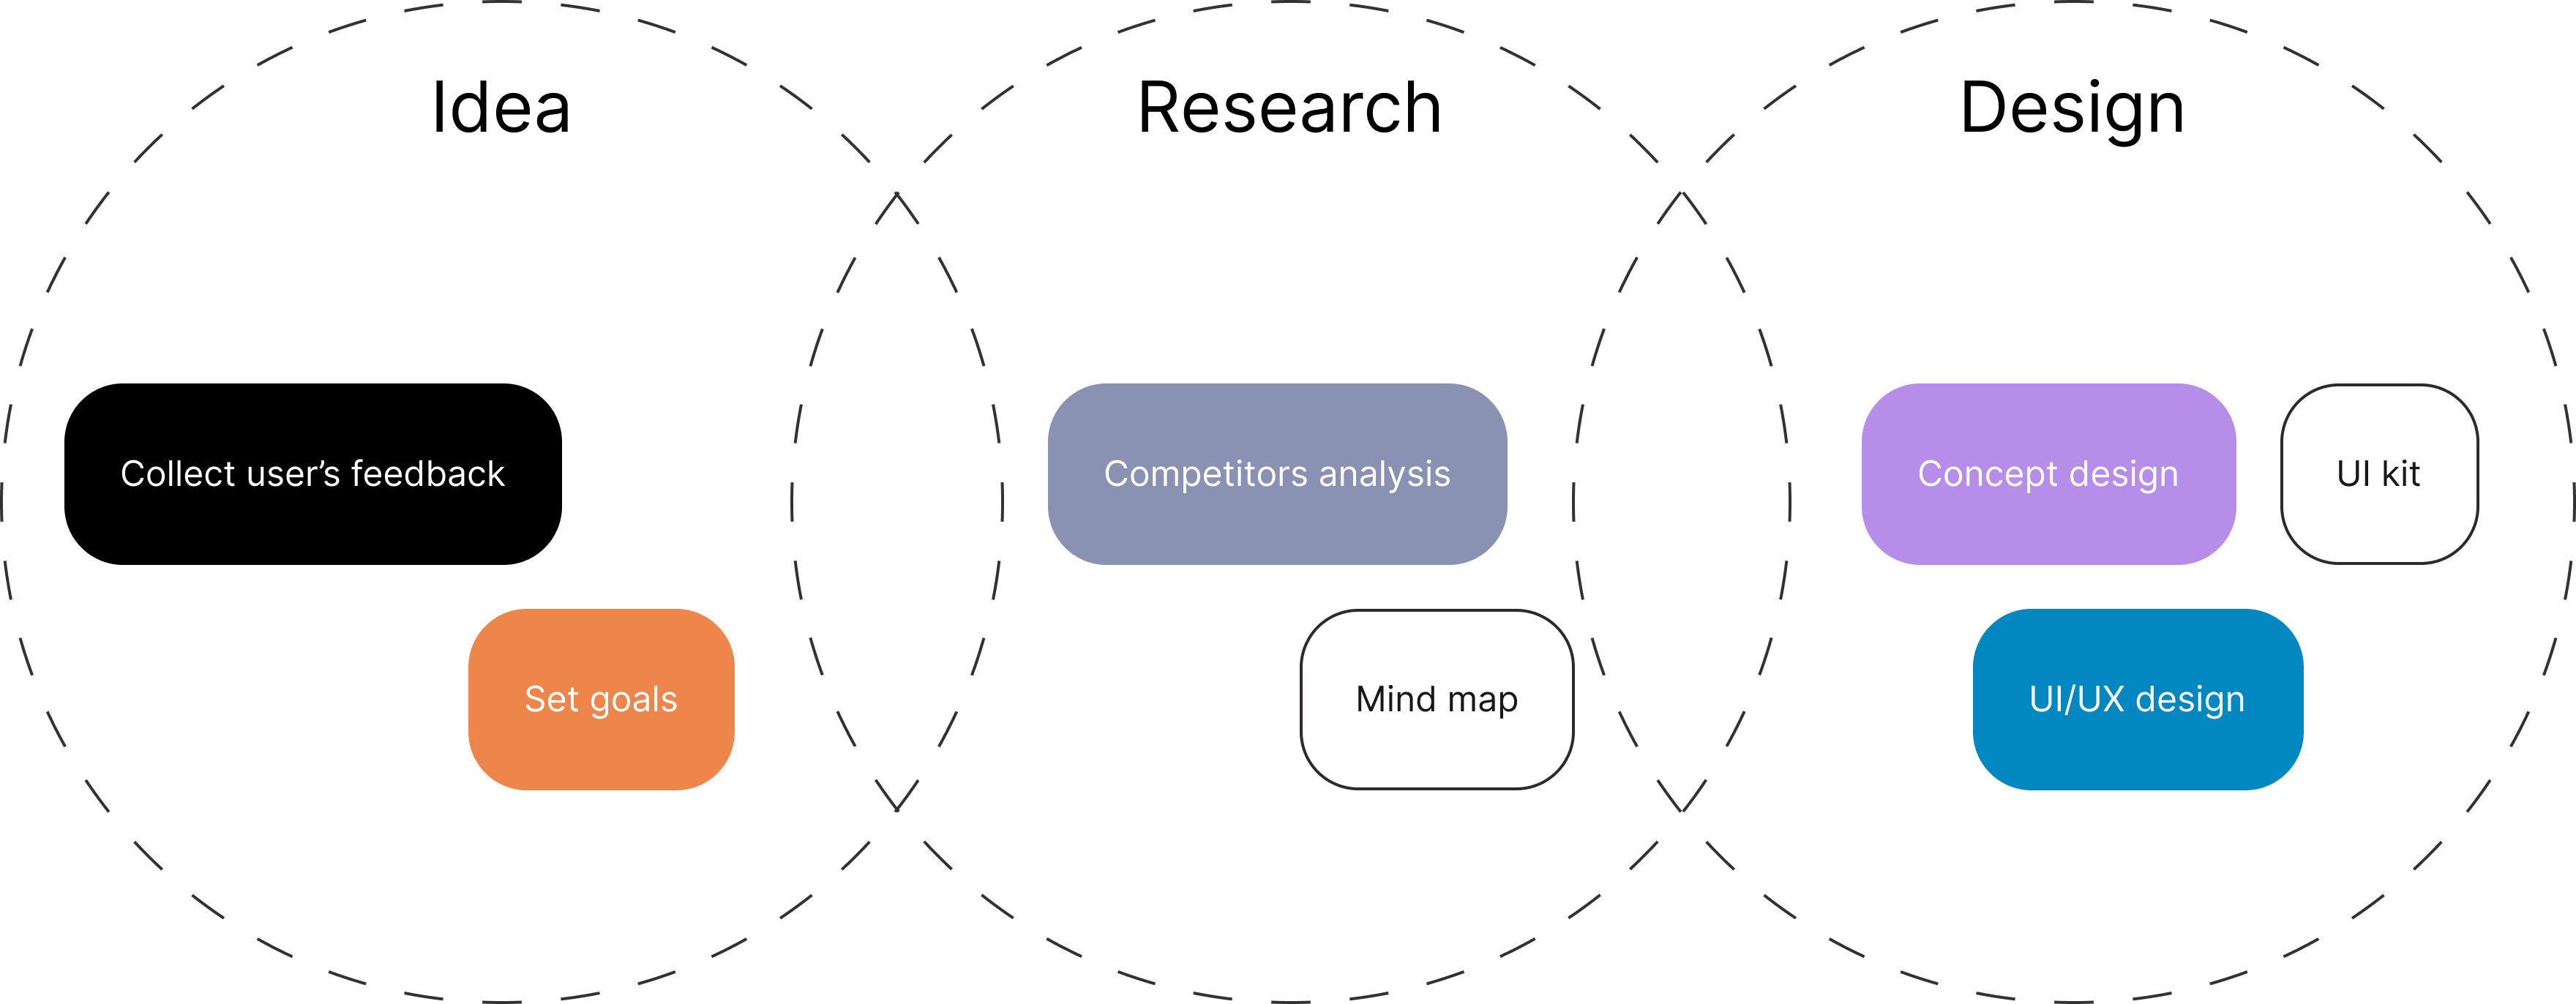 Idea
Research
Design
Collect user’s feedback
Competitors analysis
Concept design
UI kit
Set goals
Mind map
UI/UX design